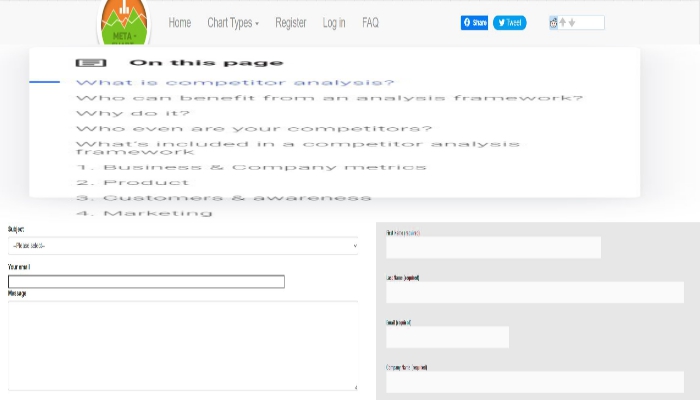 META -
Home Chart Types Register Log in FAQ Share Tweet
On this page
What is competitor analysis?
Who can benefit from an analysis framework?
Why do it?
Who even are your competitors?
What's included in a competitor analysis
framework
1. Business & Company metrics
2. Product
3. Customers & awareness
4. Marketing
Subject
--Please select--
Your email
Message
First Name (required)
Last Name (required)
Email (required)
Company Name (required)